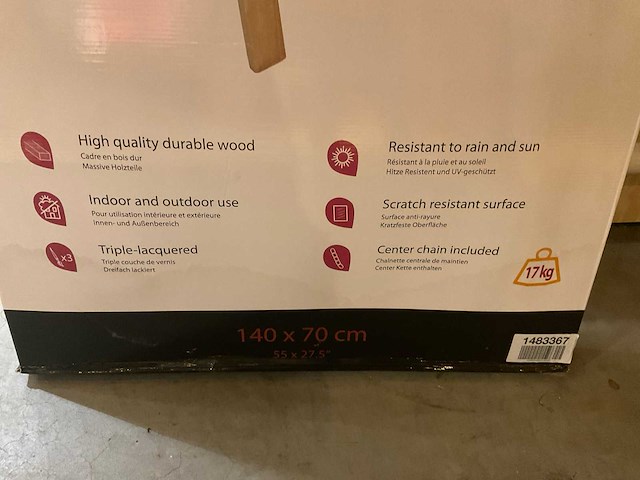 High quality durable wood
Cadre en bois dur
Massive Holzteile
Indoor and outdoor use
Pour utilisation intérieure et extérieure
Innen- und Außenbereich
x3
Triple-lacquered
Triple couche de vernis
Dreifach lackiert
Resistant to rain and sun
Résistant à la pluie et au soleil
Hitze Resistent und UV-geschützt
Scratch resistant surface
Surface anti-rayure
Kratzfeste Oberfläche
Center chain included
Chaînette centrale de maintien
Center Kette enthalten
17kg
140 x 70 cm
55 x 27,5"
1483367